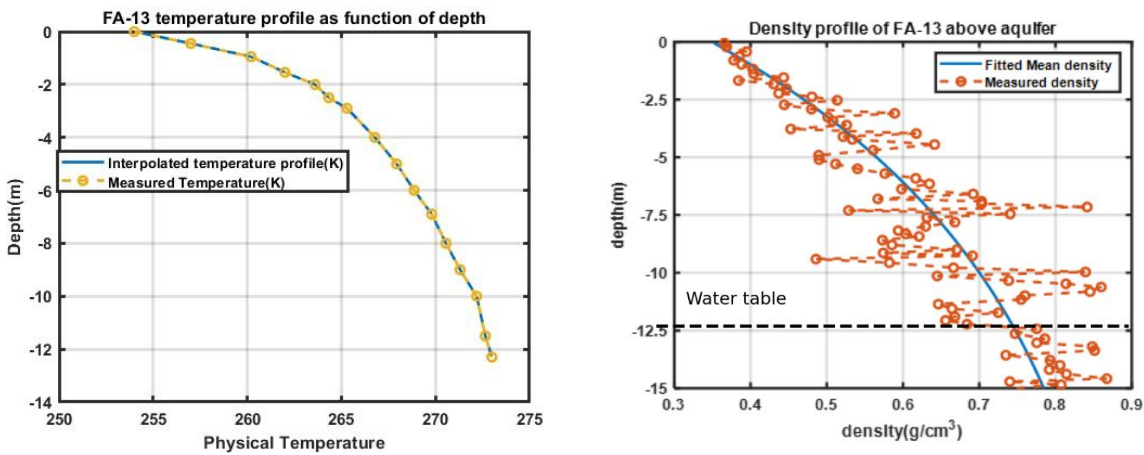 FA-13 temperature profile as function of depth
0
-2
-4
-6
-8
-10
-12
-14
Depth(m)
Interpolated temperature profile(K)
Measured Temperature(K)
250
255
260
265
270
275
Physical Temperature
Density profile of FA-13 above aquifer
0
-2.5
-5
-7.5
-10
-12.5
-15
depth(m)
Fitted Mean density
Measured density
Water table
0.3
0.4
0.5
0.6
0.7
0.8
0.9
density(g/cm³)